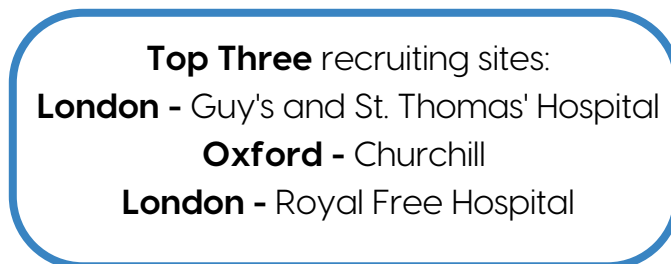 Top Three recruiting sites:
London - Guy's and St. Thomas' Hospital
Oxford - Churchill
London - Royal Free Hospital